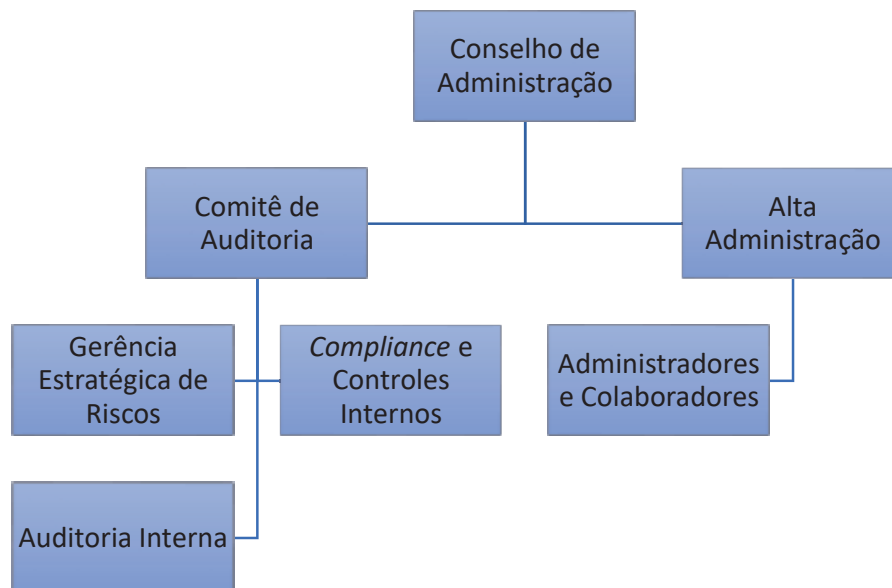 Conselho de
Administração
Comitê de
Auditoria
Alta
Administração
Gerência
Estratégica de
Riscos
Compliance e
Controles
Internos
Administradores
e Colaboradores
Auditoria Interna